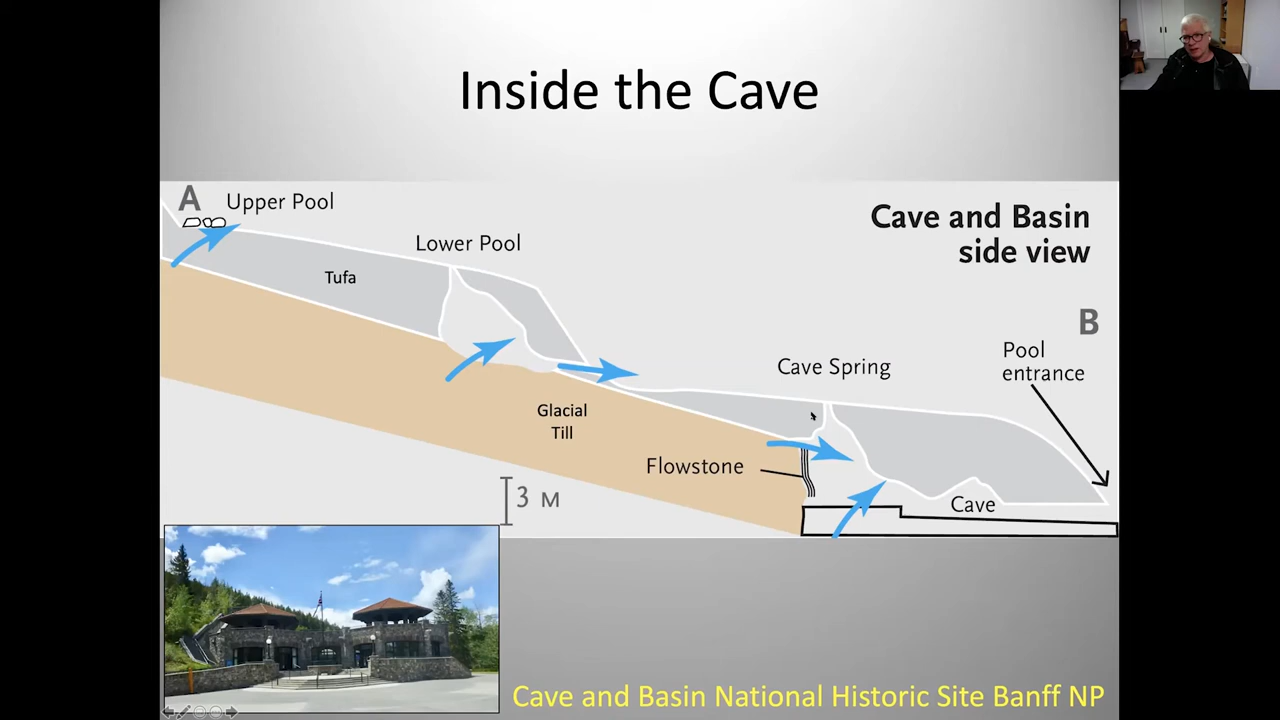 Inside the Cave
A
Upper Pool
Lower Pool
Tufa
Cave and Basin
side view
B
Pool
entrance
Cave Spring
Glacial
Till
Flowstone
3 M
Cave
Cave and Basin National Historic Site Banff NP